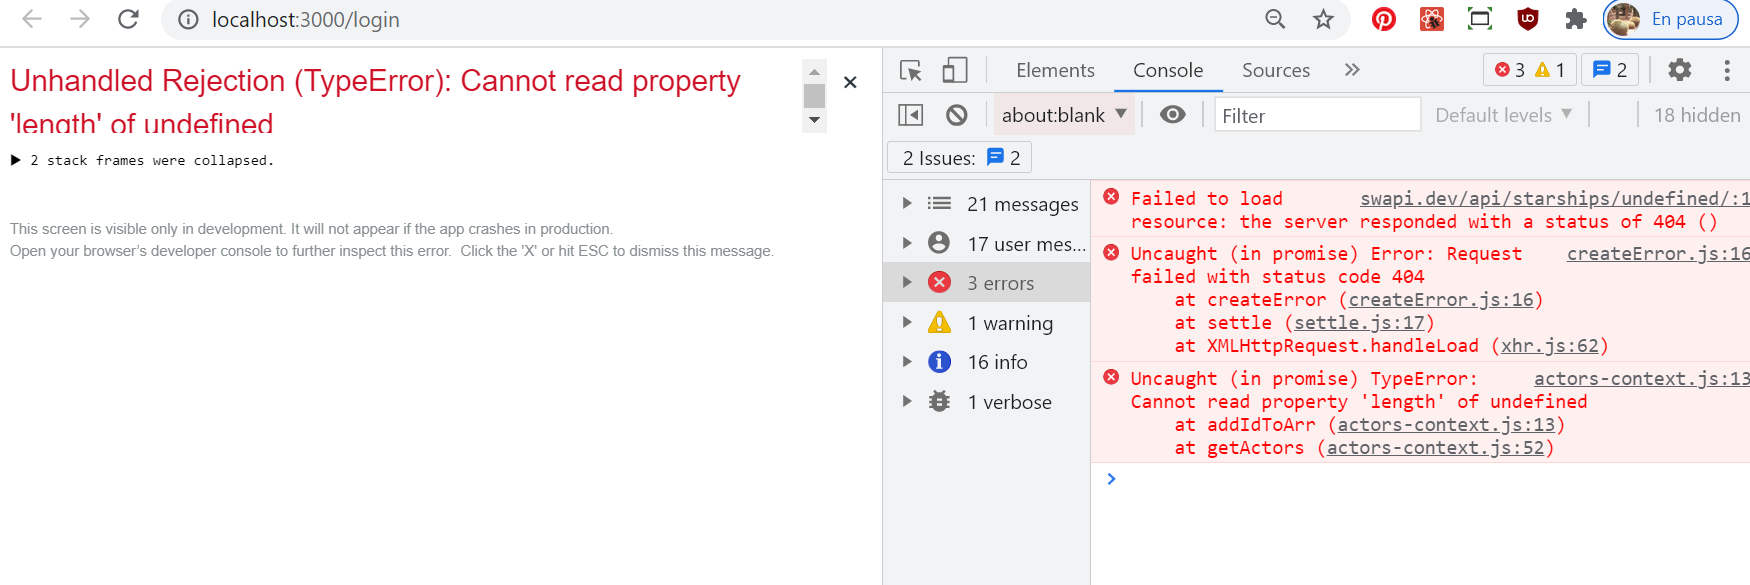 localhost:3000/login
En pausa
Unhandled Rejection (TypeError): Cannot read property
'length' of undefined
▶ 2 stack frames were collapsed.
This screen is visible only in development. It will not appear if the app crashes in production.
Open your browser's developer console to further inspect this error. Click the 'X' or hit ESC to dismiss this message.
Elements Console Sources » 3 1 2
about:blank Filter Default levels 18 hidden
2 Issues: 2
21 messages
17 user mes...
3 errors
1 warning
16 info
1 verbose
Failed to load swapi.dev/api/starships/undefined/:1
resource: the server responded with a status of 404 ()
Uncaught (in promise) Error: Request createError.js:16
failed with status code 404
at createError (createError.js:16)
at settle (settle.js:17)
at XMLHttpRequest.handleLoad (xhr.js:62)
Uncaught (in promise) TypeError: actors-context.js:13
Cannot read property 'length' of undefined
at addIdToArr (actors-context.js:13)
at getActors (actors-context.js:52)